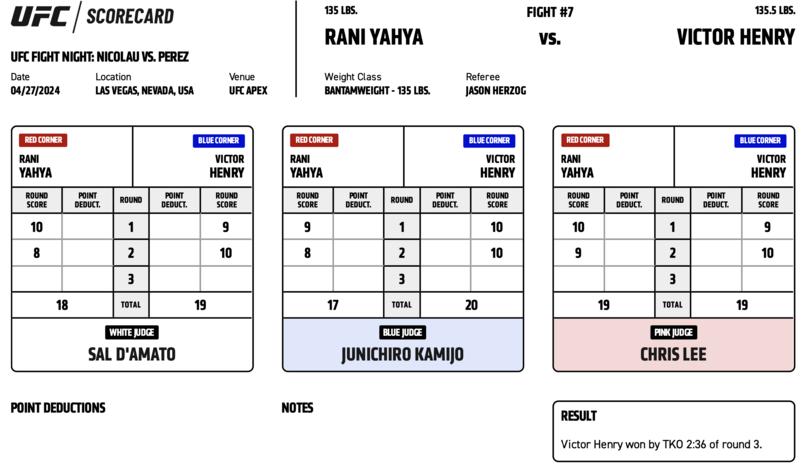 UFC SCORECARD
UFC FIGHT NIGHT: NICOLAU VS. PEREZ
Date Location Venue
04/27/2024 LAS VEGAS, NEVADA, USA UFC APEX
135 LBS. FIGHT #7 135.5 LBS.
RANI YAHYA VS. VICTOR HENRY
Weight Class Referee
BANTAMWEIGHT - 135 LBS. JASON HERZOG
RED CORNER BLUE CORNER
RANI VICTOR
YAHYA HENRY
ROUND SCORE POINT DEDUCT. ROUND POINT DEDUCT. ROUND SCORE
10 1 9
8 2 10
3
18 TOTAL 19
WHITE JUDGE
SAL D'AMATO
RED CORNER BLUE CORNER
RANI VICTOR
YAHYA HENRY
ROUND SCORE POINT DEDUCT. ROUND POINT DEDUCT. ROUND SCORE
9 1 10
8 2 10
3
17 TOTAL 20
BLUE JUDGE
JUNICHIRO KAMIJO
RED CORNER BLUE CORNER
RANI VICTOR
YAHYA HENRY
ROUND SCORE POINT DEDUCT. ROUND POINT DEDUCT. ROUND SCORE
10 1 9
9 2 10
3
19 TOTAL 19
PINK JUDGE
CHRIS LEE
POINT DEDUCTIONS
NOTES
RESULT
Victor Henry won by TKO 2:36 of round 3.